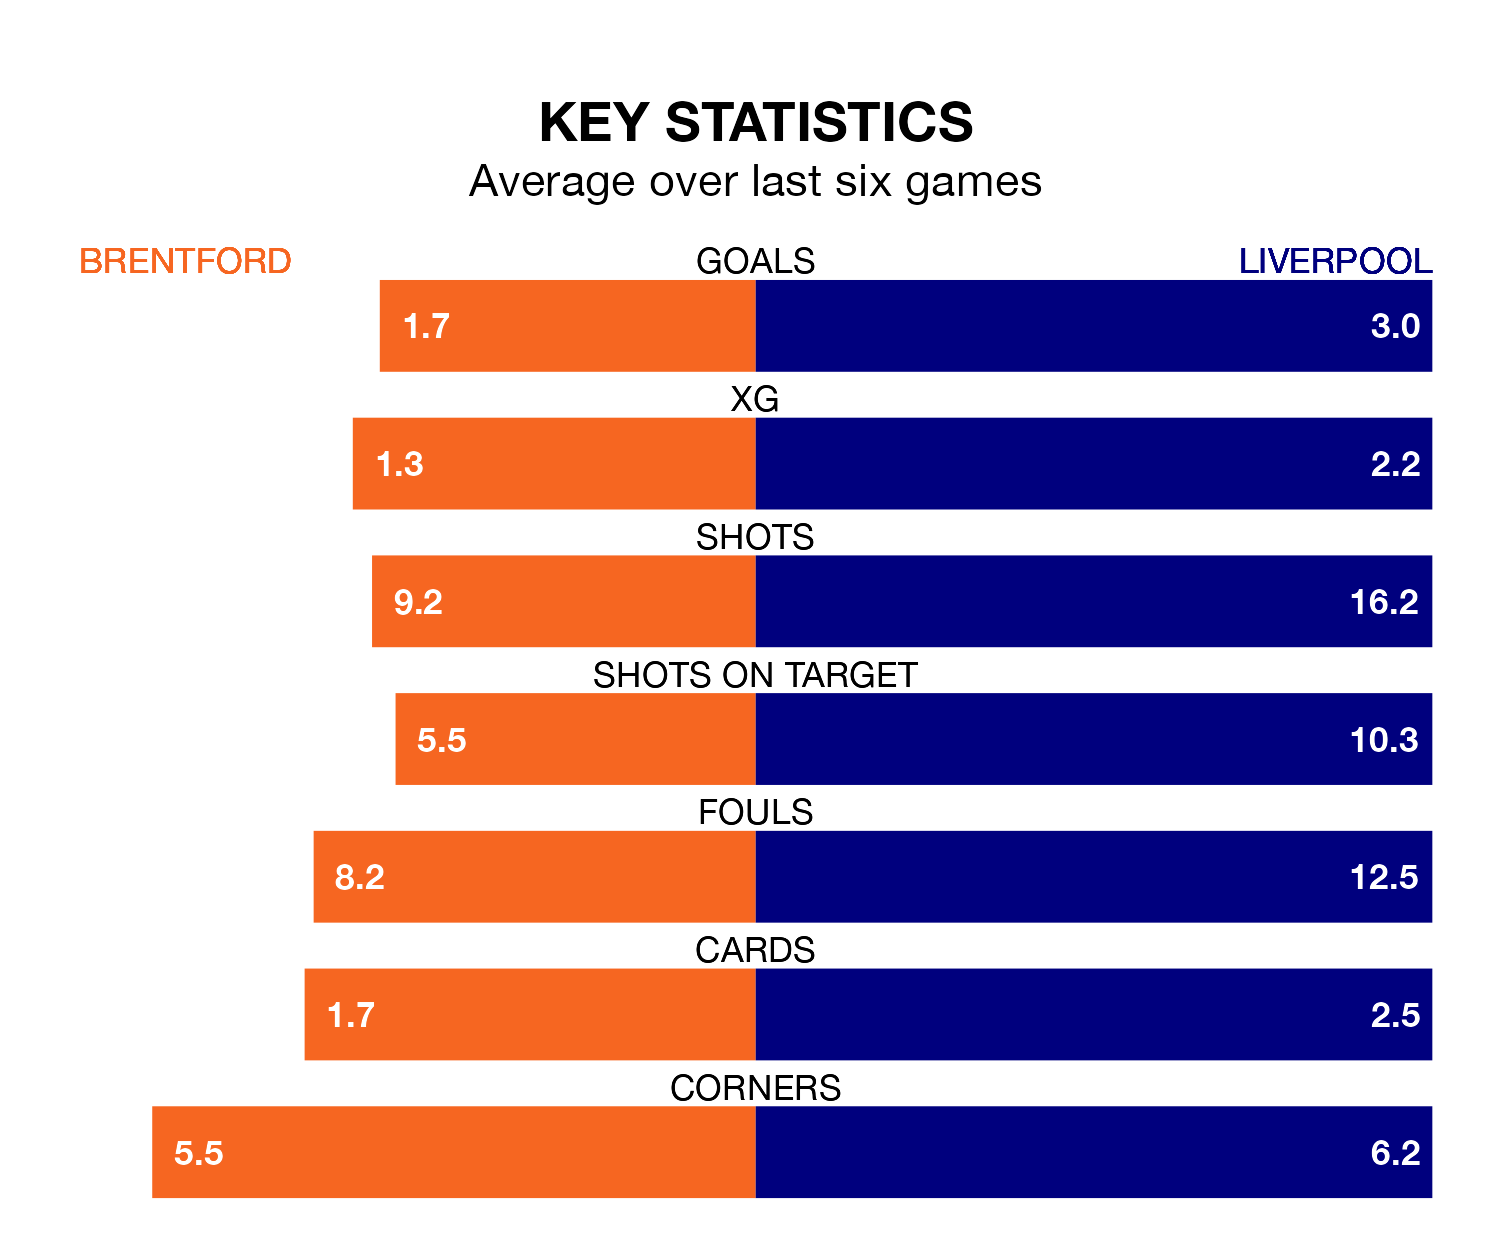 KEY STATISTICS
Average over last six games
BRENTFORD GOALS LIVERPOOL
1.7 3.0
XG
1.3 2.2
SHOTS
9.2 16.2
SHOTS ON TARGET
5.5 10.3
FOULS
8.2 12.5
CARDS
1.7 2.5
CORNERS
5.5 6.2